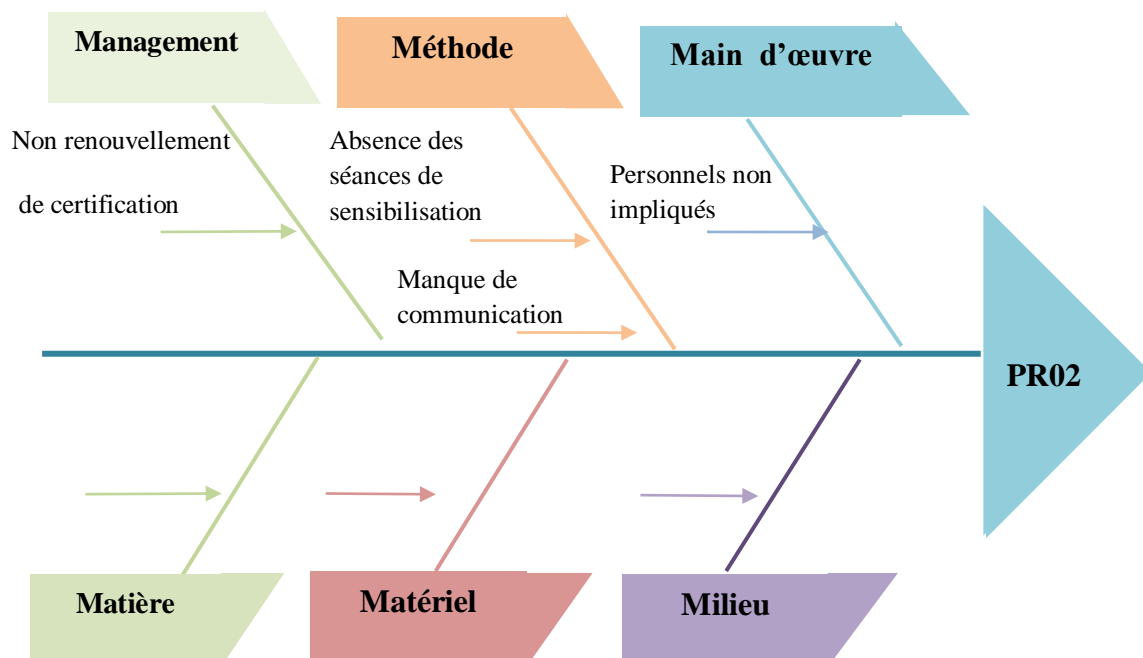 Management
Méthode
Main d'œuvre
Non renouvellement
de certification
Absence des
séances de
sensibilisation
Personnels non
impliqués
Manque de
communication
PR02
Matière
Matériel
Milieu